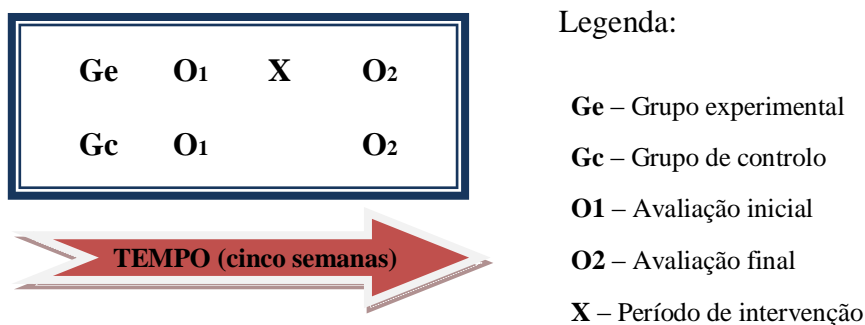 Legenda:
Ge O1 X O2
Gc O1 O2
TEMPO (cinco semanas)
Ge – Grupo experimental
Gc – Grupo de controlo
O1 – Avaliação inicial
O2 – Avaliação final
X – Período de intervenção